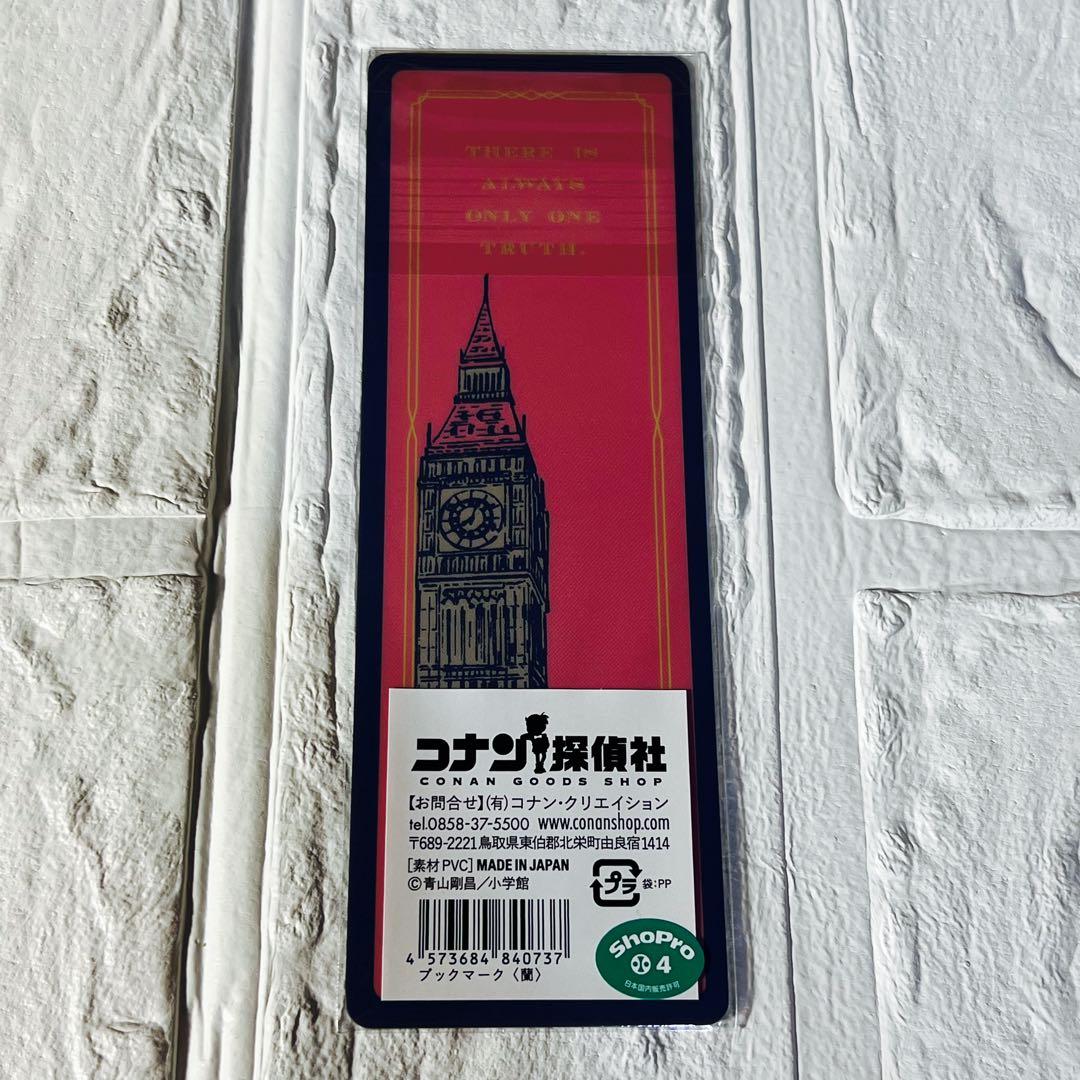 THERE IS
ALWAYS
ONLY ONE
TRUTH.
コナン探偵社
CONAN GOODS SHOP
【お問合せ】(有)コナン・クリエイション
tel.0858-37-5500 www.conanshop.com
〒689-2221 鳥取県東伯郡北栄町由良宿1414
[素材 PVC] MADE IN JAPAN
©青山剛昌/小学館
プラ 袋:PP
4 573684 840737
ブックマーク〈蘭〉
ShoPro
4
日本国内販売許可